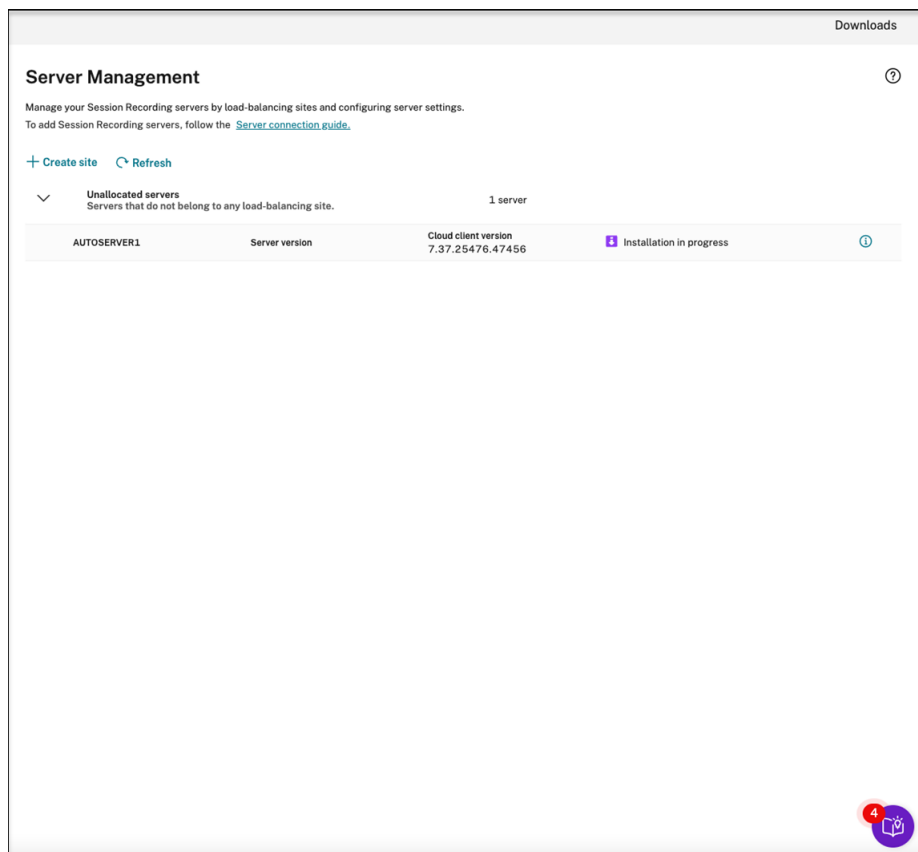 Downloads
Server Management
Manage your Session Recording servers by load-balancing sites and configuring server settings.
To add Session Recording servers, follow the Server connection guide.
Create site Refresh
Unallocated servers
Servers that do not belong to any load-balancing site.
1 server
AUTOSERVER1
Server version
Cloud client version
7.37.25476.47456
Installation in progress
4